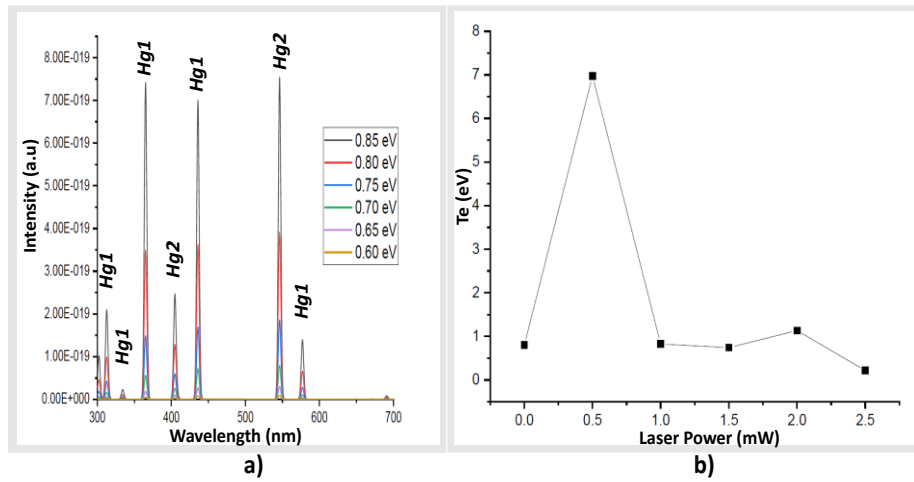 8.00E-019
7.00E-019
6.00E-019
5.00E-019
4.00E-019
3.00E-019
2.00E-019
1.00E-019
0.00E+000
Intensity (a.u)
300 400 500 600 700
Wavelength (nm)
Hg1
Hg1
Hg1
Hg2
Hg1
Hg2
Hg1
0.85 eV
0.80 eV
0.75 eV
0.70 eV
0.65 eV
0.60 eV
a)
8
7
6
5
4
3
2
1
0
Te (eV)
0.0 0.5 1.0 1.5 2.0 2.5
Laser Power (mW)
b)